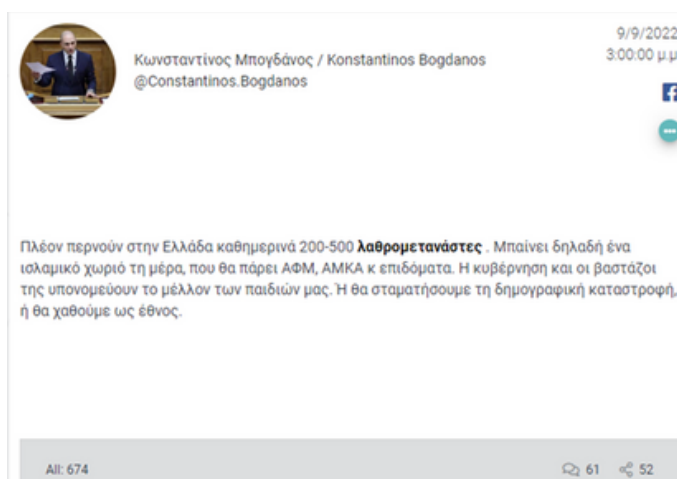 Κωνσταντίνος Μπογδάνος / Konstantinos Bogdanos
@Constantinos.Bogdanos
9/9/2022
3:00:00 μ.μ
Πλέον περνούν στην Ελλάδα καθημερινά 200-500 λαθρομετανάστες . Μπαίνει δηλαδή ένα
ισλαμικό χωριό τη μέρα, που θα πάρει ΑΦΜ, ΑΜΚΑ κ επιδόματα. Η κυβέρνηση και οι βαστάζοι
της υπονομεύουν το μέλλον των παιδιών μας. Ή θα σταματήσουμε τη δημογραφική καταστροφή,
ή θα χαθούμε ως έθνος.
All: 674
61
52